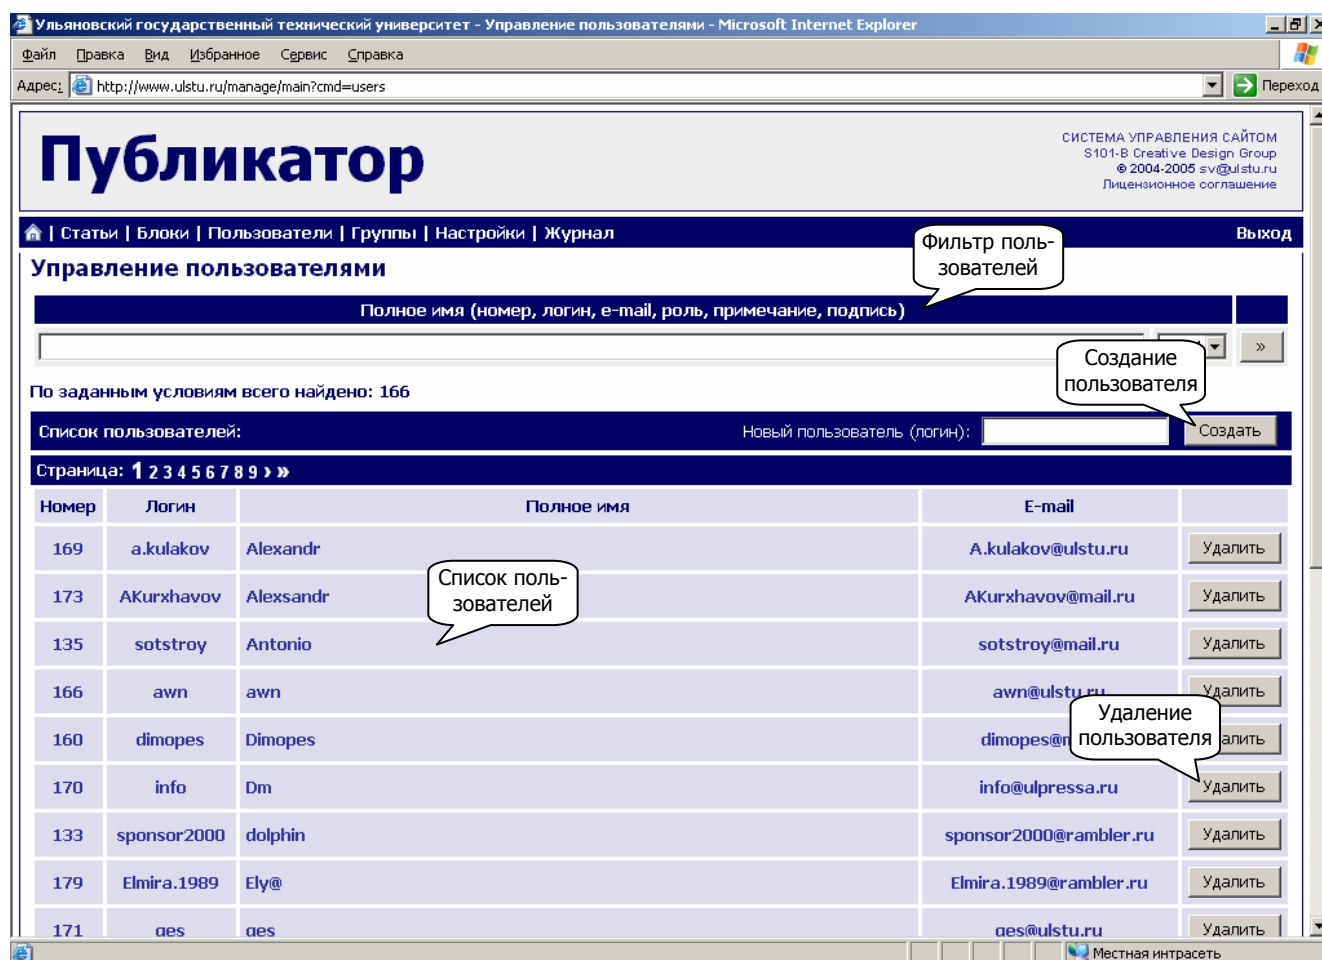 Ульяновский государственный технический университет - Управление пользователями - Microsoft Internet Explorer
Файл Правка Вид Избранное Сервис Справка
Адрес: http://www.ulstu.ru/manage/main?cmd=users Переход
Публикатор
СИСТЕМА УПРАВЛЕНИЯ САЙТОМ
S101-B Creative Design Group
© 2004-2005 sv@ulstu.ru
Лицензионное соглашение
| Статьи | Блоки | Пользователи | Группы | Настройки | Журнал Выход
Фильтр поль-
зователей
Управление пользователями
Полное имя (номер, логин, e-mail, роль, примечание, подпись)
»
Создание
пользователя
По заданным условиям всего найдено: 166
Список пользователей: Новый пользователь (логин): Создать
Страница: 1 2 3 4 5 6 7 8 9 › »
Номер Логин Полное имя E-mail
169 a.kulakov Alexandr A.kulakov@ulstu.ru Удалить
Список поль-
зователей
173 AKurxhavov Alexsandr AKurxhavov@mail.ru Удалить
135 sotstroy Antonio sotstroy@mail.ru Удалить
166 awn awn awn@ulstu.ru Удалить
Удаление
пользователя
160 dimopes Dimopes dimopes@m алить
170 info Dm info@ulpressa.ru Удалить
133 sponsor2000 dolphin sponsor2000@rambler.ru Удалить
179 Elmira.1989 Ely@ Elmira.1989@rambler.ru Удалить
171 ges ges ges@ulstu.ru Удалить
Местная интрасеть